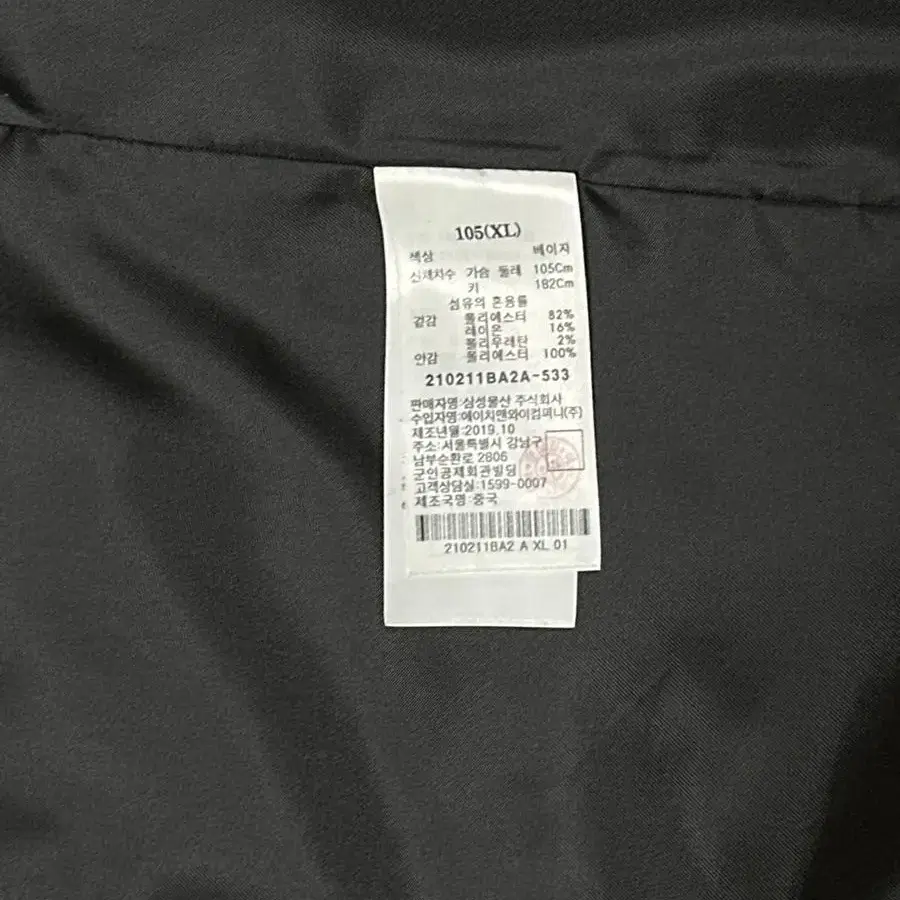 105(XL)
색상 베이지
신체치수 가슴 둘레 105Cm
키 182Cm
섬유의 혼용률
겉감 폴리에스터 82%
레이온 16%
폴리우레탄 2%
안감 폴리에스터 100%
210211BA2A-533
판매자명:삼성물산 주식회사
수입자명:에이치앤와이컴퍼니(주)
제조년월:2019.10
주소:서울특별시 강남구
남부순환로 2806
군인공제회관빌딩
고객상담실:1599-0007
제조국명:중국
210211BA2 A XL 01